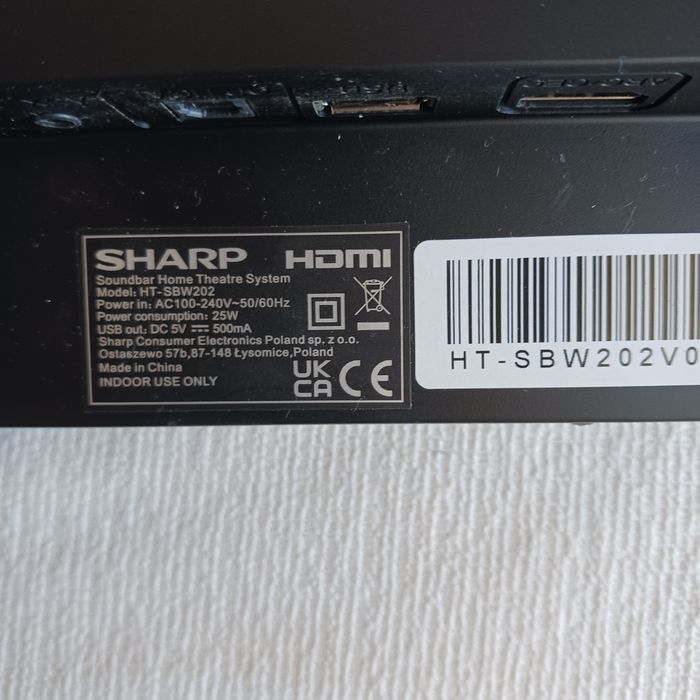 USB
SHARP HDMI
Soundbar Home Theatre System
Model: HT-SBW202
Power in: AC100-240V~50/60Hz
Power consumption: 25W
USB out: DC 5V ⎓ 500mA
Sharp Consumer Electronics Poland sp. z o.o.
Ostaszewo 57b,87-148 Łysomice,Poland
Made in China
INDOOR USE ONLY
UK
CA CE
HT-SBW202V0